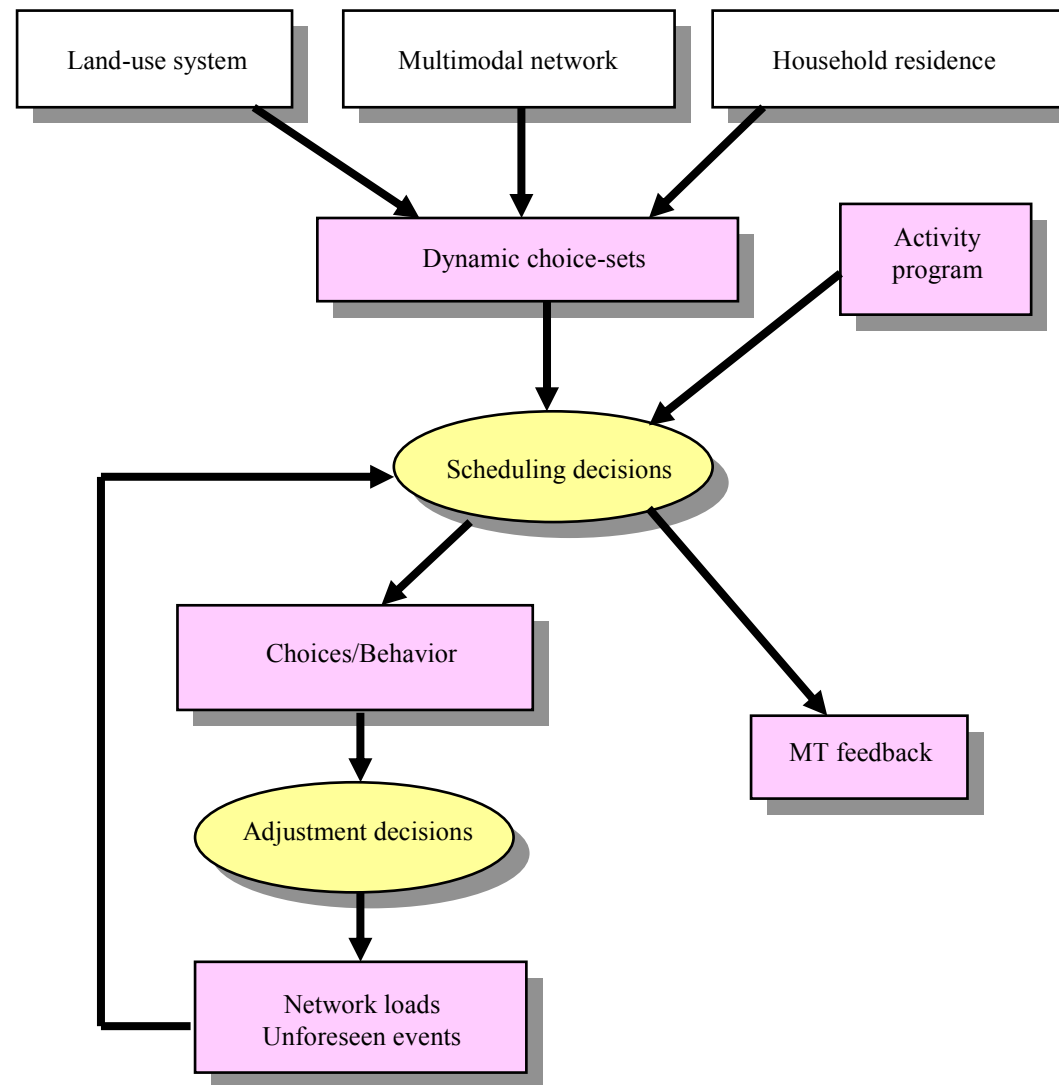 Land-use system
Multimodal network
Household residence
Dynamic choice-sets
Activity
program
Scheduling decisions
Choices/Behavior
MT feedback
Adjustment decisions
Network loads
Unforeseen events